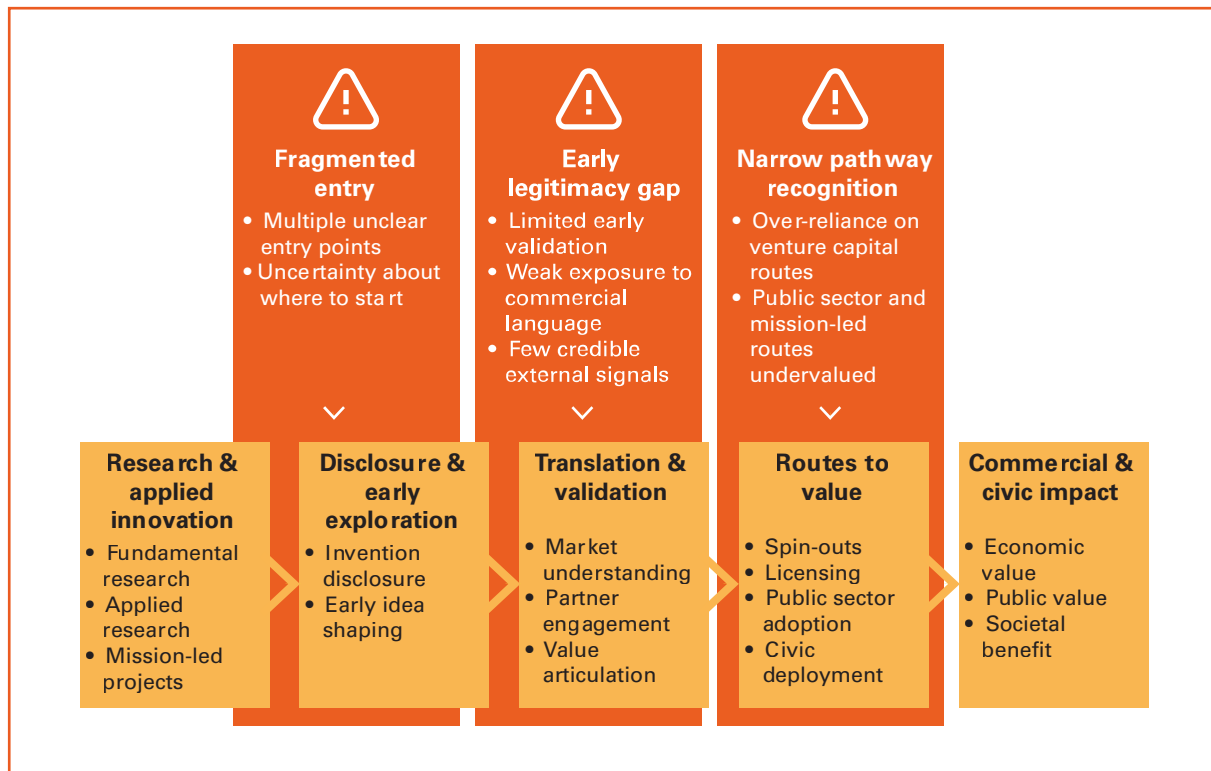 Fragmented
entry
• Multiple unclear
entry points
• Uncertainty about
where to start
Early
legitimacy gap
• Limited early
validation
• Weak exposure to
commercial
language
• Few credible
external signals
Narrow pathway
recognition
• Over-reliance on
venture capital
routes
• Public sector and
mission-led
routes
undervalued
Research &
applied
innovation
• Fundamental
research
• Applied
research
• Mission-led
projects
Disclosure &
early
exploration
• Invention
disclosure
• Early idea
shaping
Translation &
validation
• Market
understanding
• Partner
engagement
• Value
articulation
Routes to
value
• Spin-outs
• Licensing
• Public sector
adoption
• Civic
deployment
Commercial &
civic impact
• Economic
value
• Public value
• Societal
benefit